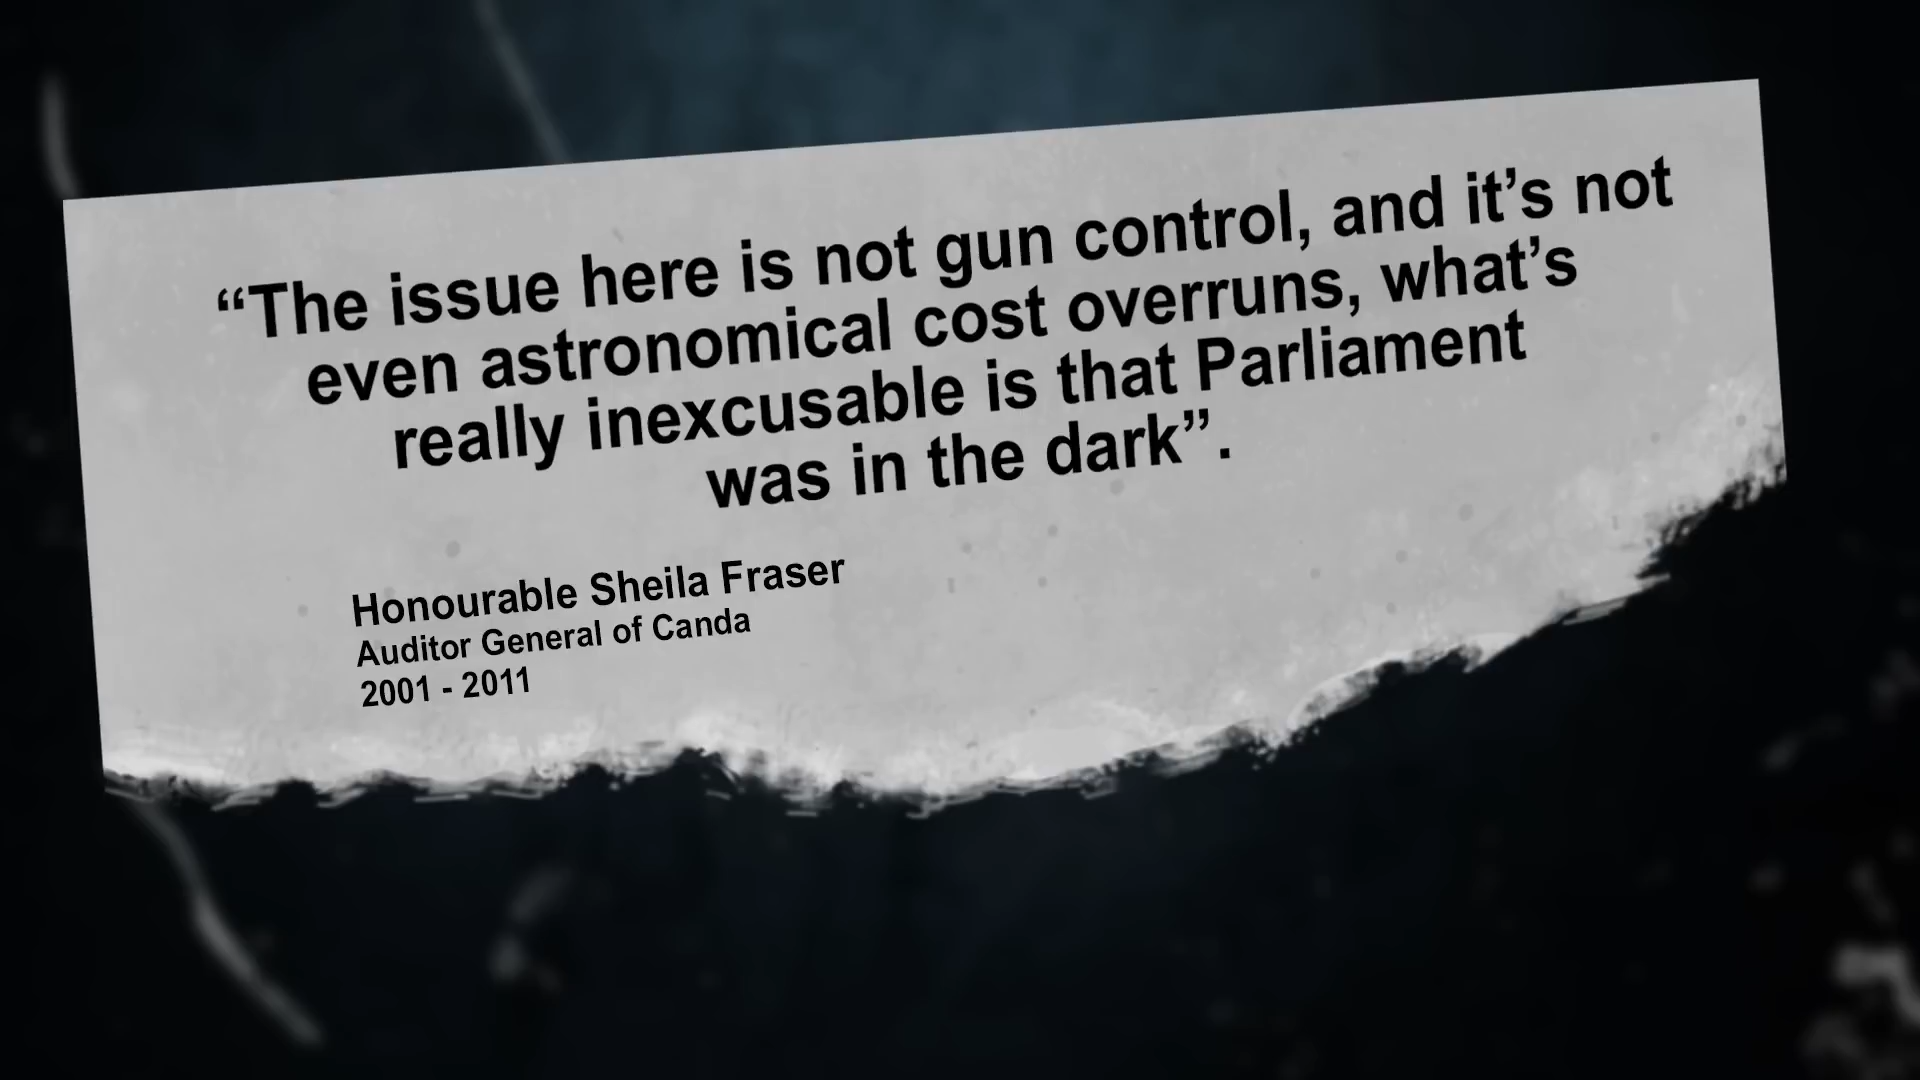 “The issue here is not gun control, and it’s not
even astronomical cost overruns, what’s
really inexcusable is that Parliament
was in the dark”.
Honourable Sheila Fraser
Auditor General of Canda
2001 - 2011